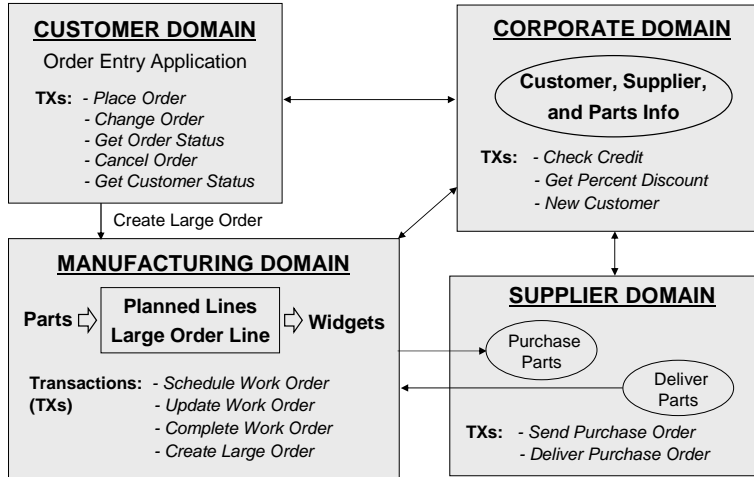 CUSTOMER DOMAIN
Order Entry Application
TXs: - Place Order
- Change Order
- Get Order Status
- Cancel Order
- Get Customer Status
CORPORATE DOMAIN
Customer, Supplier,
and Parts Info
TXs: - Check Credit
- Get Percent Discount
- New Customer
Create Large Order
MANUFACTURING DOMAIN
Parts
Planned Lines
Large Order Line
Widgets
Transactions: - Schedule Work Order
(TXs) - Update Work Order
- Complete Work Order
- Create Large Order
SUPPLIER DOMAIN
Purchase
Parts
Deliver
Parts
TXs: - Send Purchase Order
- Deliver Purchase Order